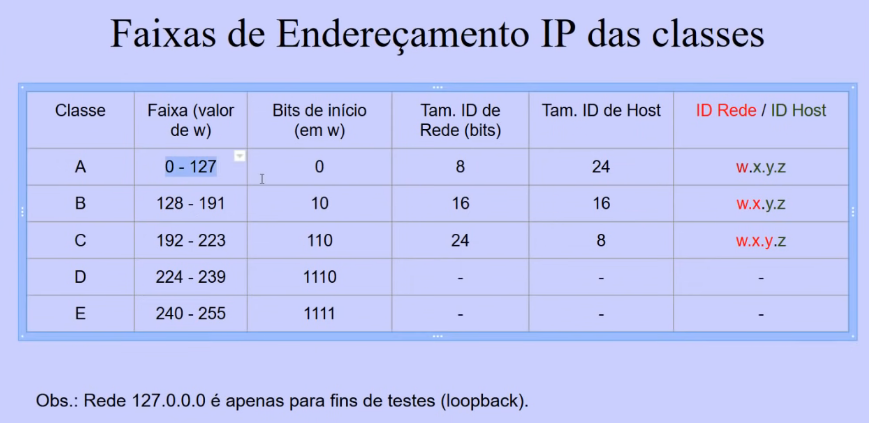 Faixas de Endereçamento IP das classes
Classe Faixa (valor de w) Bits de início (em w) Tam. ID de Rede (bits) Tam. ID de Host ID Rede / ID Host
A 0 - 127 0 8 24 w.x.y.z
B 128 - 191 10 16 16 w.x.y.z
C 192 - 223 110 24 8 w.x.y.z
D 224 - 239 1110 - - -
E 240 - 255 1111 - - -
Obs.: Rede 127.0.0.0 é apenas para fins de testes (loopback).